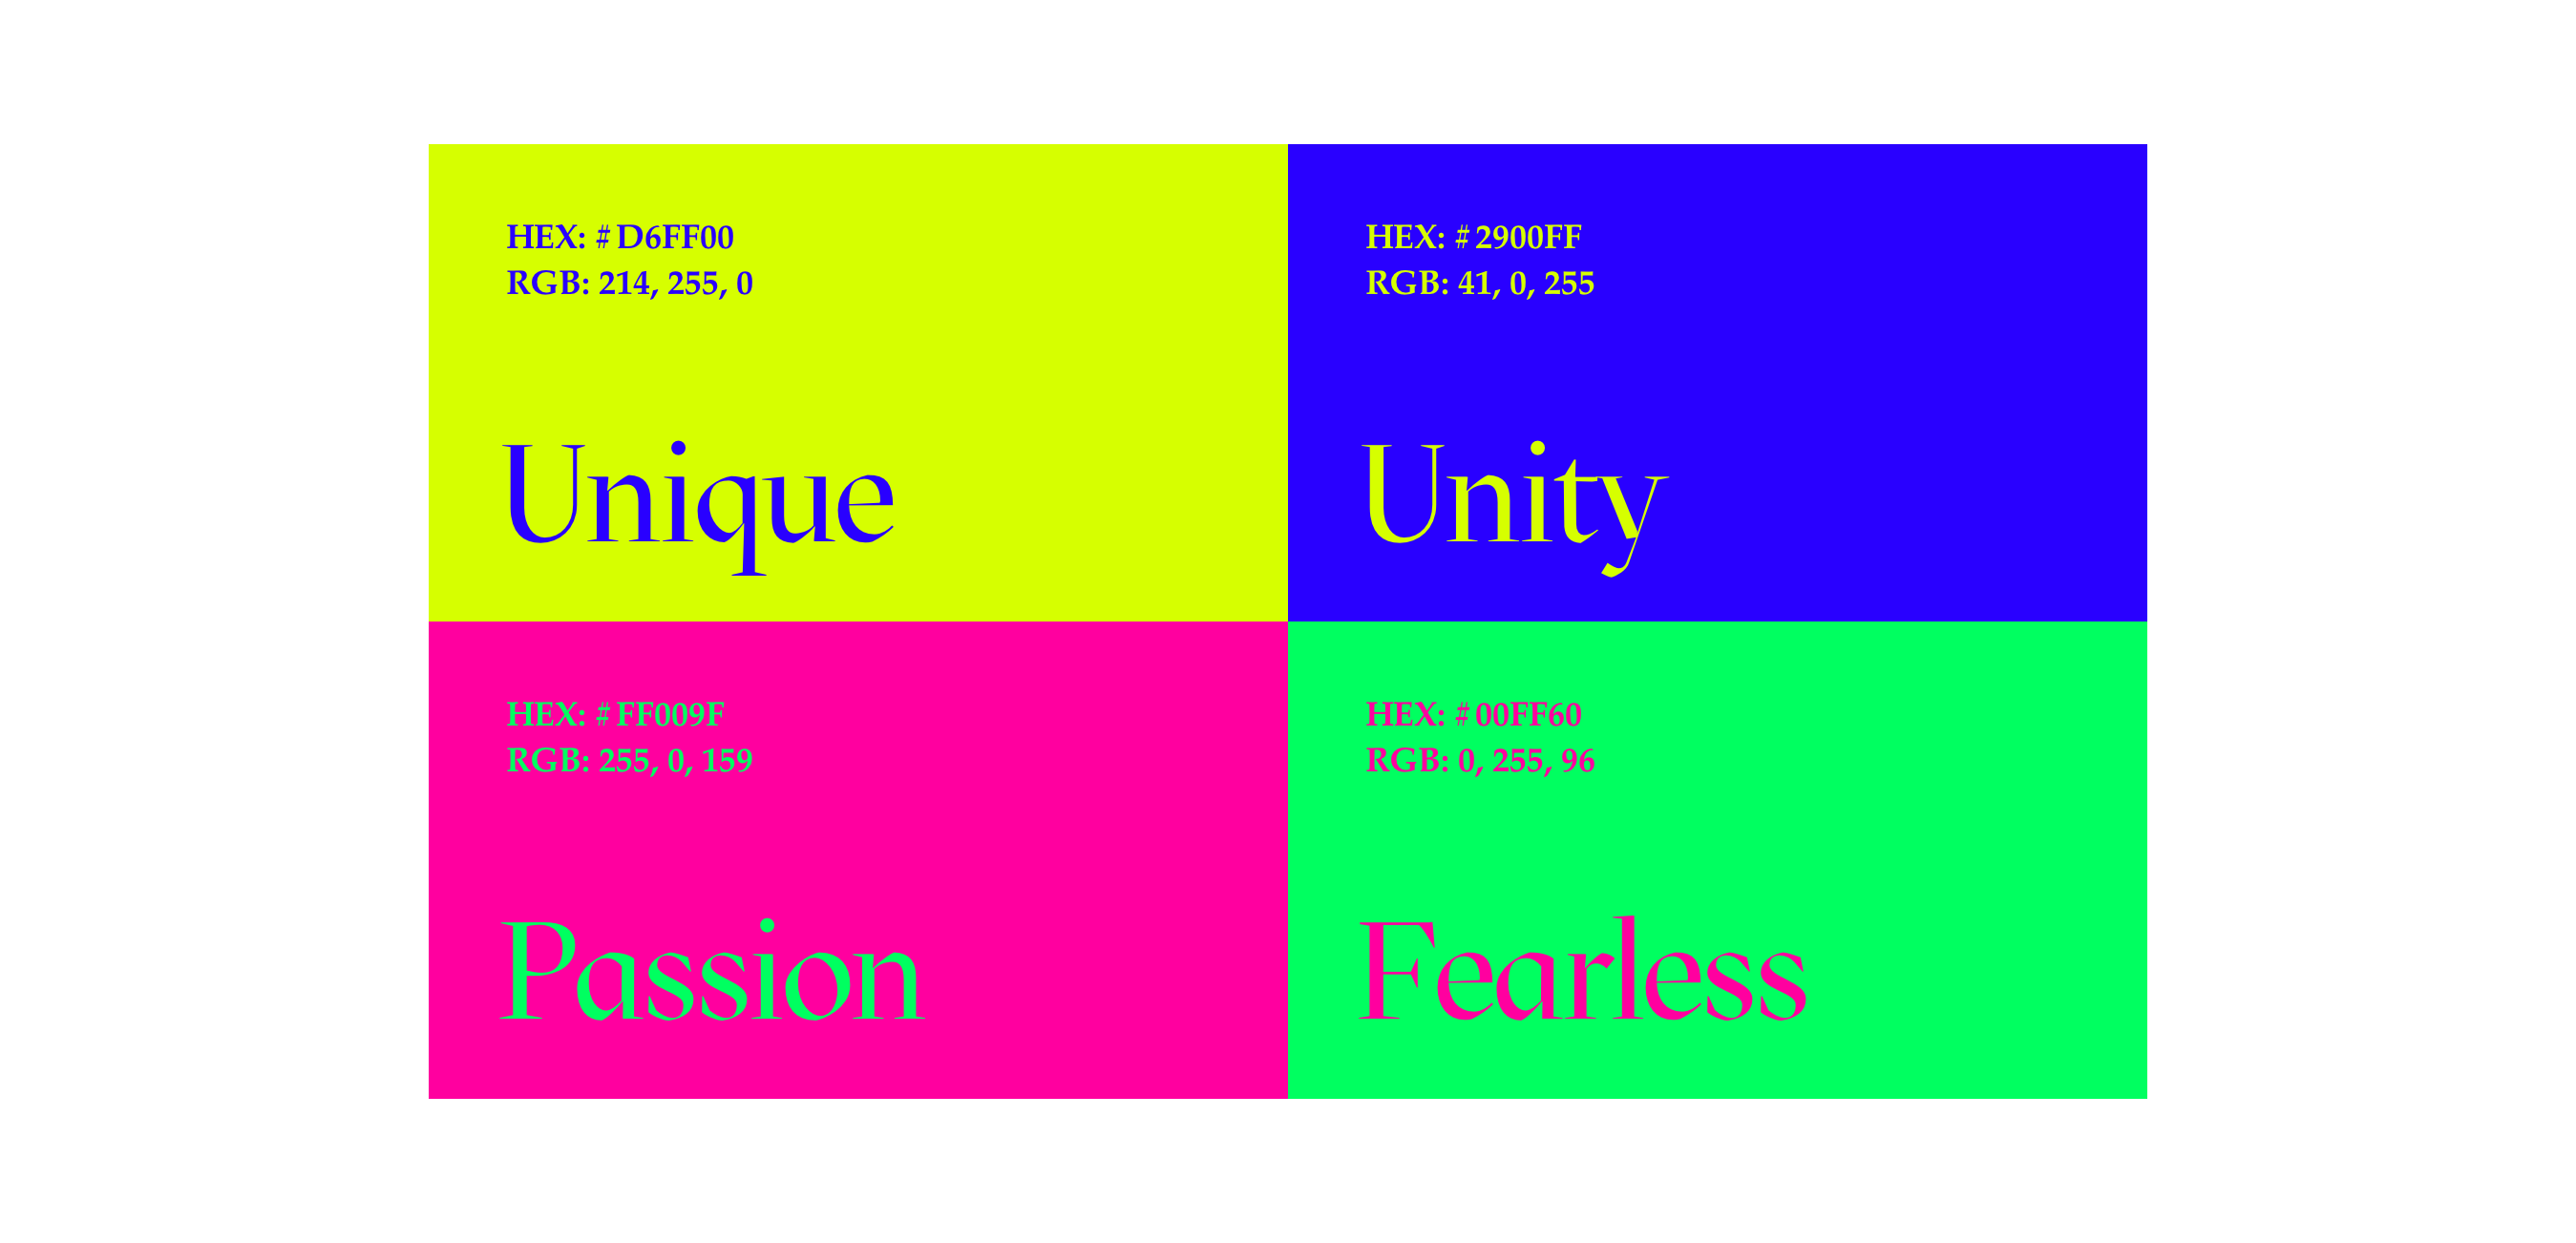 HEX: #D6FF00
RGB: 214, 255, 0
Unique
HEX: #2900FF
RGB: 41, 0, 255
Unity
HEX: #FF009F
RGB: 255, 0, 159
Passion
HEX: #00FF60
RGB: 0, 255, 96
Fearless